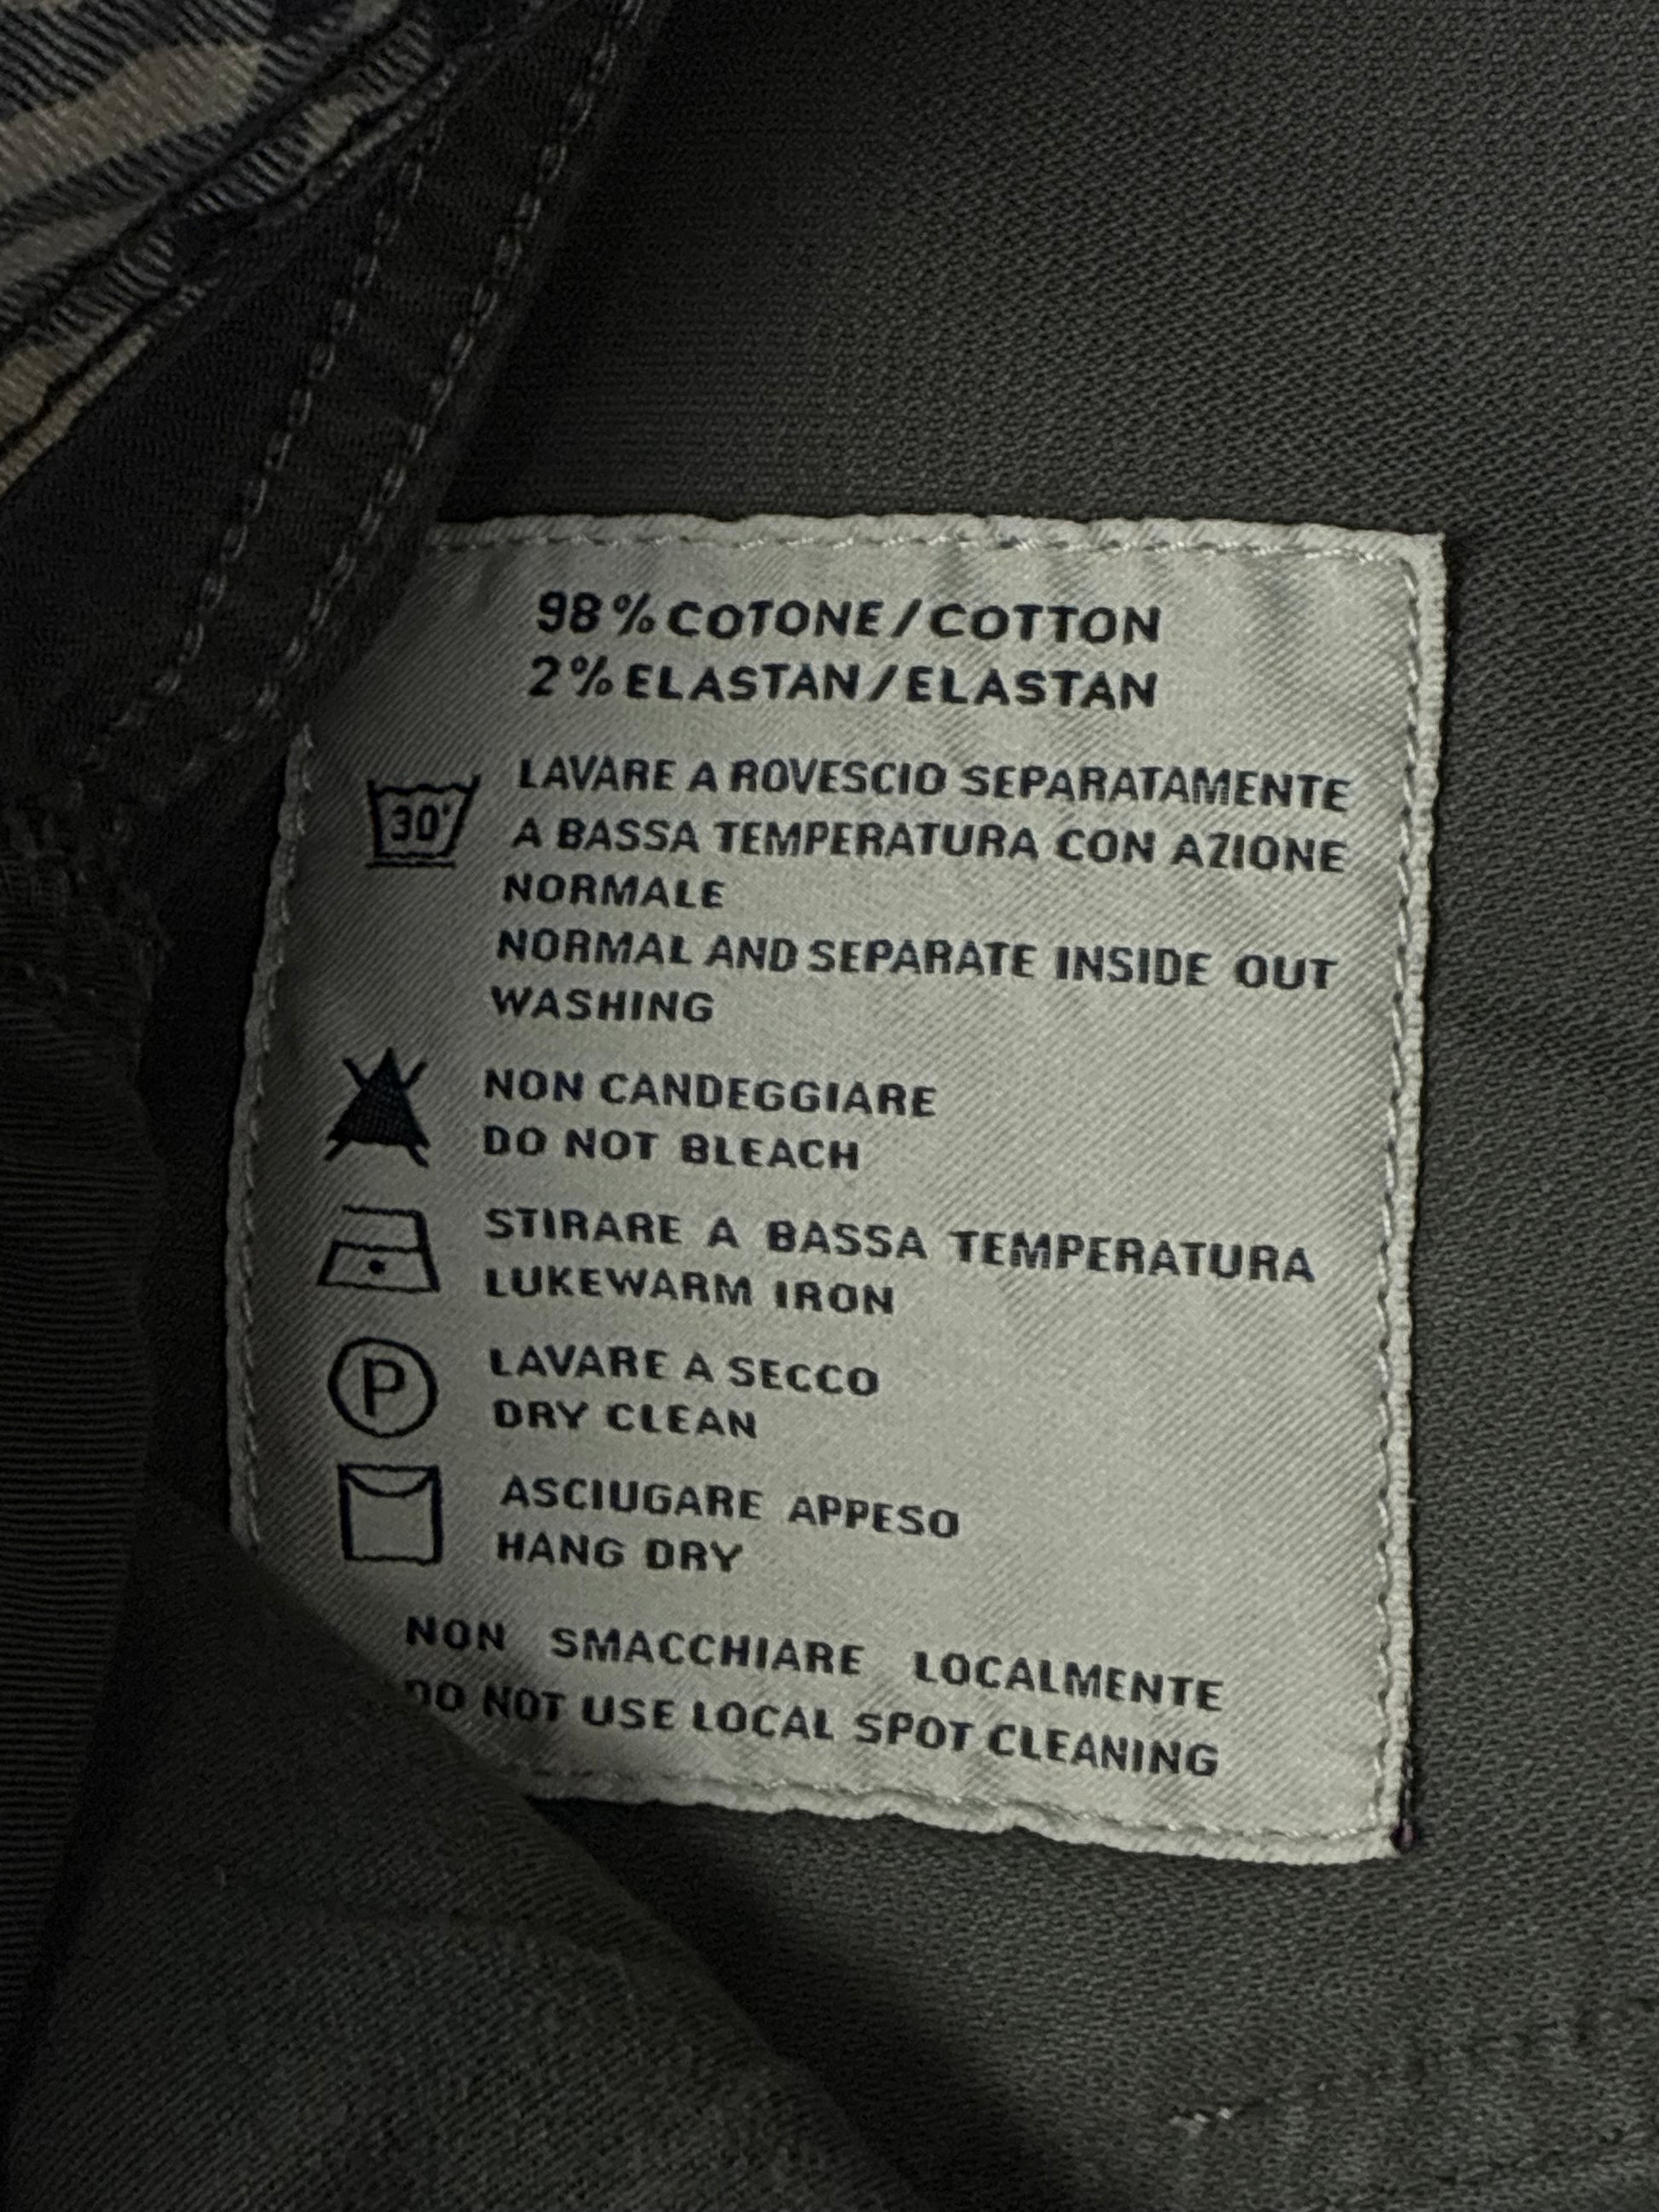 98% COTONE/COTTON
2% ELASTAN/ELASTAN
30° LAVARE A ROVESCIO SEPARATAMENTE
A BASSA TEMPERATURA CON AZIONE
NORMALE
NORMAL AND SEPARATE INSIDE OUT
WASHING
NON CANDEGGIARE
DO NOT BLEACH
STIRARE A BASSA TEMPERATURA
LUKEWARM IRON
P LAVARE A SECCO
DRY CLEAN
ASCIUGARE APPESO
HANG DRY
NON SMACCHIARE LOCALMENTE
DO NOT USE LOCAL SPOT CLEANING